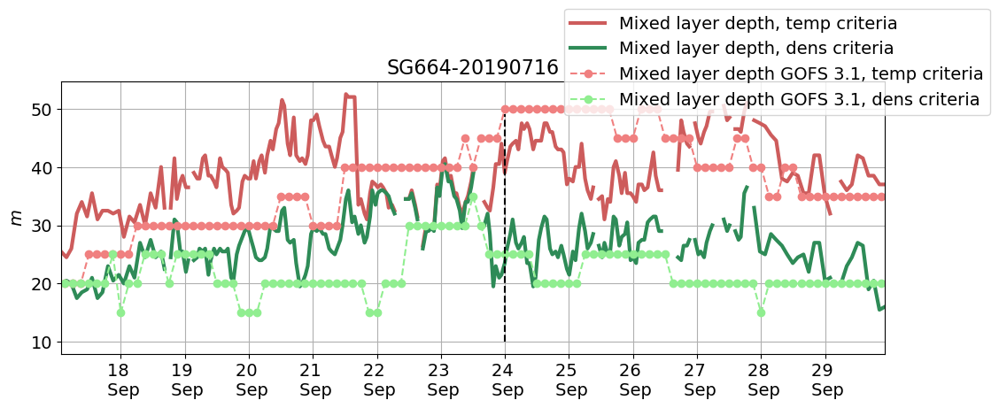 Mixed layer depth, temp criteria
Mixed layer depth, dens criteria
Mixed layer depth GOFS 3.1, temp criteria
Mixed layer depth GOFS 3.1, dens criteria
SG664-20190716
50
40
30
20
10
m
18 19 20 21 22 23 24 25 26 27 28 29
Sep Sep Sep Sep Sep Sep Sep Sep Sep Sep Sep Sep